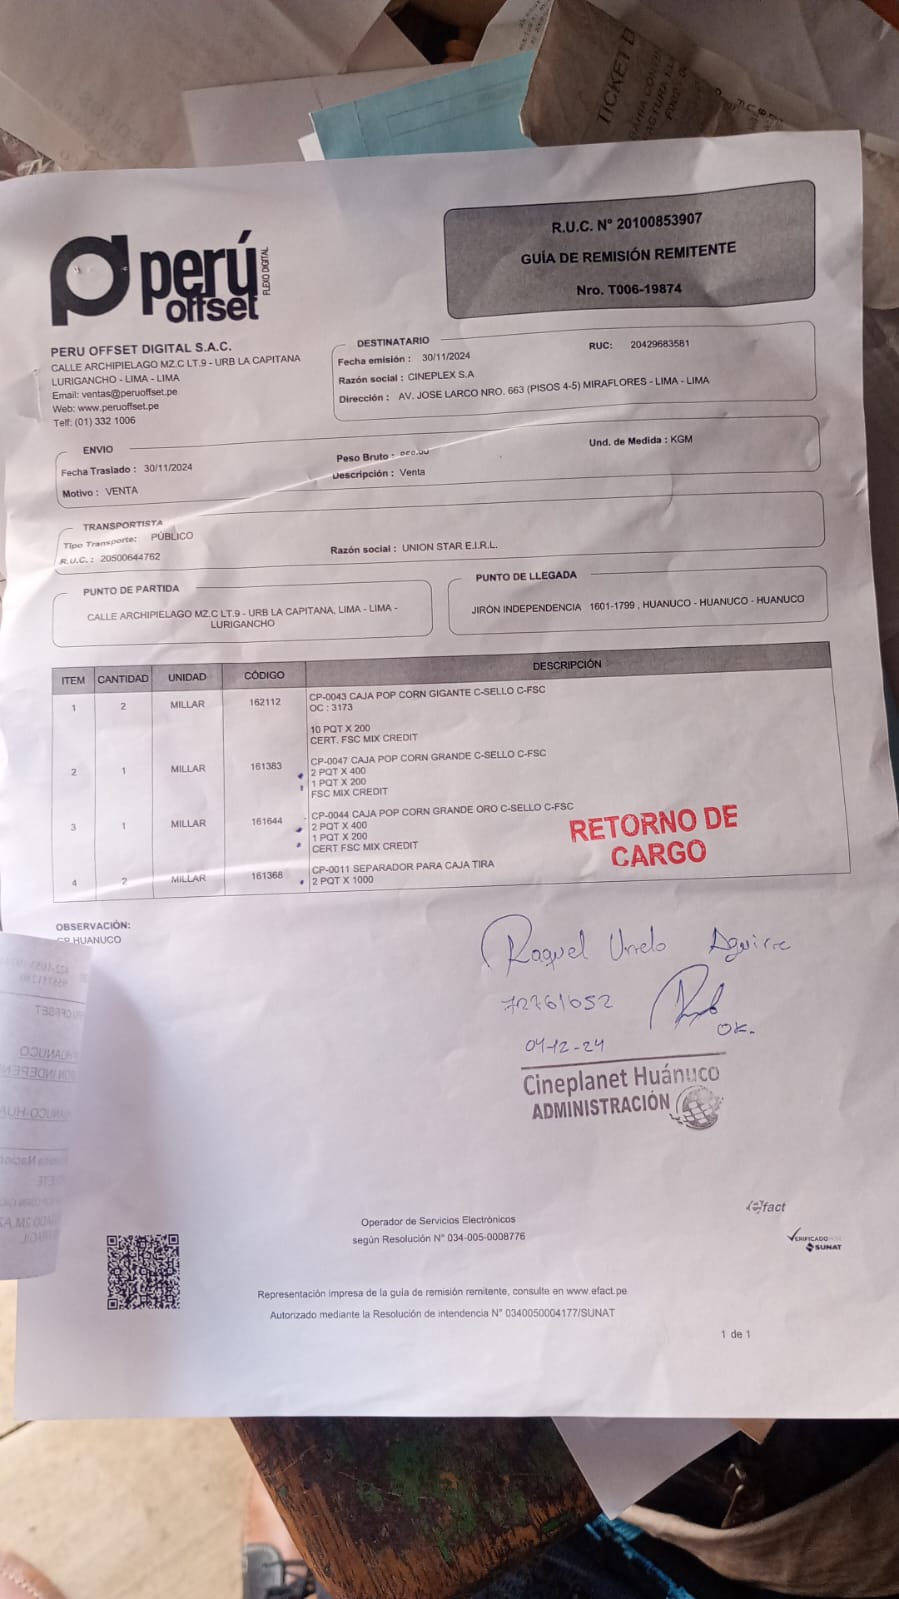 TICKET D
R.U.C. Nº 20100853907
GUÍA DE REMISIÓN REMITENTE
Nro. T006-19874
perú
offset
FLEXO DIGITAL
PERU OFFSET DIGITAL S.A.C.
CALLE ARCHIPIELAGO MZ.C LT.9 - URB LA CAPITANA
LURIGANCHO - LIMA - LIMA
Email: ventas@peruoffset.pe
Web: www.peruoffset.pe
Telf: (01) 332 1006
DESTINATARIO
Fecha emisión : 30/11/2024 RUC: 20429683581
Razón social : CINEPLEX S.A
Dirección : AV. JOSE LARCO NRO. 663 (PISOS 4-5) MIRAFLORES - LIMA - LIMA
ENVIO
Fecha Traslado : 30/11/2024 Peso Bruto : Und. de Medida : KGM
Motivo : VENTA Descripción : Venta
TRANSPORTISTA
Tipo Transporte: PÚBLICO
R.U.C. : 20500644762 Razón social : UNION STAR E.I.R.L.
PUNTO DE PARTIDA
CALLE ARCHIPIELAGO MZ.C LT.9 - URB LA CAPITANA, LIMA - LIMA -
LURIGANCHO
PUNTO DE LLEGADA
JIRÓN INDEPENDENCIA 1601-1799 , HUANUCO - HUANUCO - HUANUCO
ITEM CANTIDAD UNIDAD CÓDIGO DESCRIPCIÓN
1 2 MILLAR 162112 CP-0043 CAJA POP CORN GIGANTE C-SELLO C-FSC
OC : 3173
10 PQT X 200
CERT. FSC MIX CREDIT
2 1 MILLAR 161383 CP-0047 CAJA POP CORN GRANDE C-SELLO C-FSC
2 PQT X 400
1 PQT X 200
FSC MIX CREDIT
3 1 MILLAR 161644 CP-0044 CAJA POP CORN GRANDE ORO C-SELLO C-FSC
2 PQT X 400
1 PQT X 200
CERT FSC MIX CREDIT
4 2 MILLAR 161368 CP-0011 SEPARADOR PARA CAJA TIRA
2 PQT X 1000
RETORNO DE
CARGO
OBSERVACIÓN:
CP HUANUCO
Raquel Aguirre
72761052
OK.
04-12-24
Cineplanet Huánuco
ADMINISTRACIÓN
efact
VERIFICADO
SUNAT
Operador de Servicios Electrónicos
según Resolución N° 034-005-0008776
Representación impresa de la guía de remisión remitente, consulte en www.efact.pe
Autorizado mediante la Resolución de intendencia N° 0340050004177/SUNAT
1 de 1